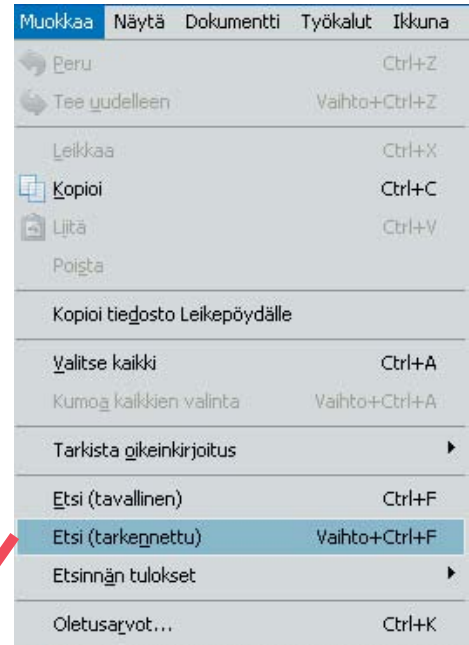 Muokkaa Näytä Dokumentti Työkalut Ikkuna
Peru Ctrl+Z
Tee uudelleen Vaihto+Ctrl+Z
Leikkaa Ctrl+X
Kopioi Ctrl+C
Liitä Ctrl+V
Poista
Kopioi tiedosto Leikepöydälle
Valitse kaikki Ctrl+A
Kumoa kaikkien valinta Vaihto+Ctrl+A
Tarkista oikeinkirjoitus
Etsi (tavallinen) Ctrl+F
Etsi (tarkennettu) Vaihto+Ctrl+F
Etsinnän tulokset
Oletusarvot... Ctrl+K